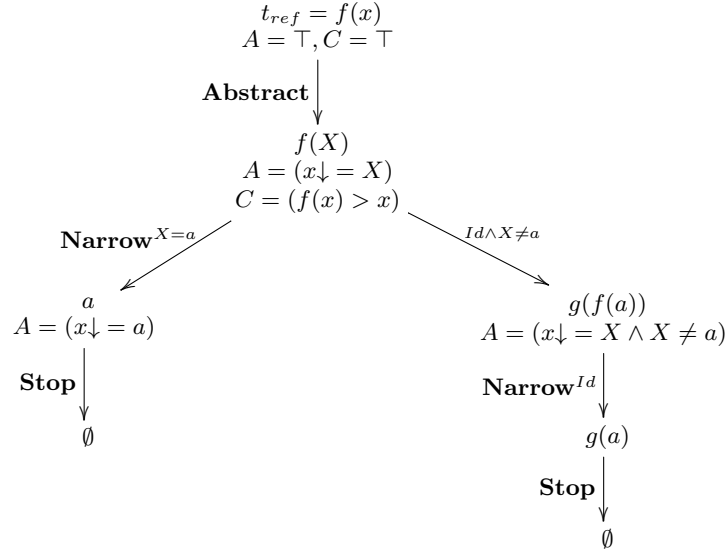 t_{ref} = f(x)
A = ⊤, C = ⊤
Abstract
f(X)
A = (x↓ = X)
C = (f(x) > x)
Narrow^{X=a}
Id∧X≠a
a
A = (x↓ = a)
g(f(a))
A = (x↓ = X ∧ X ≠ a)
Stop
Narrow^{Id}
∅
g(a)
Stop
∅